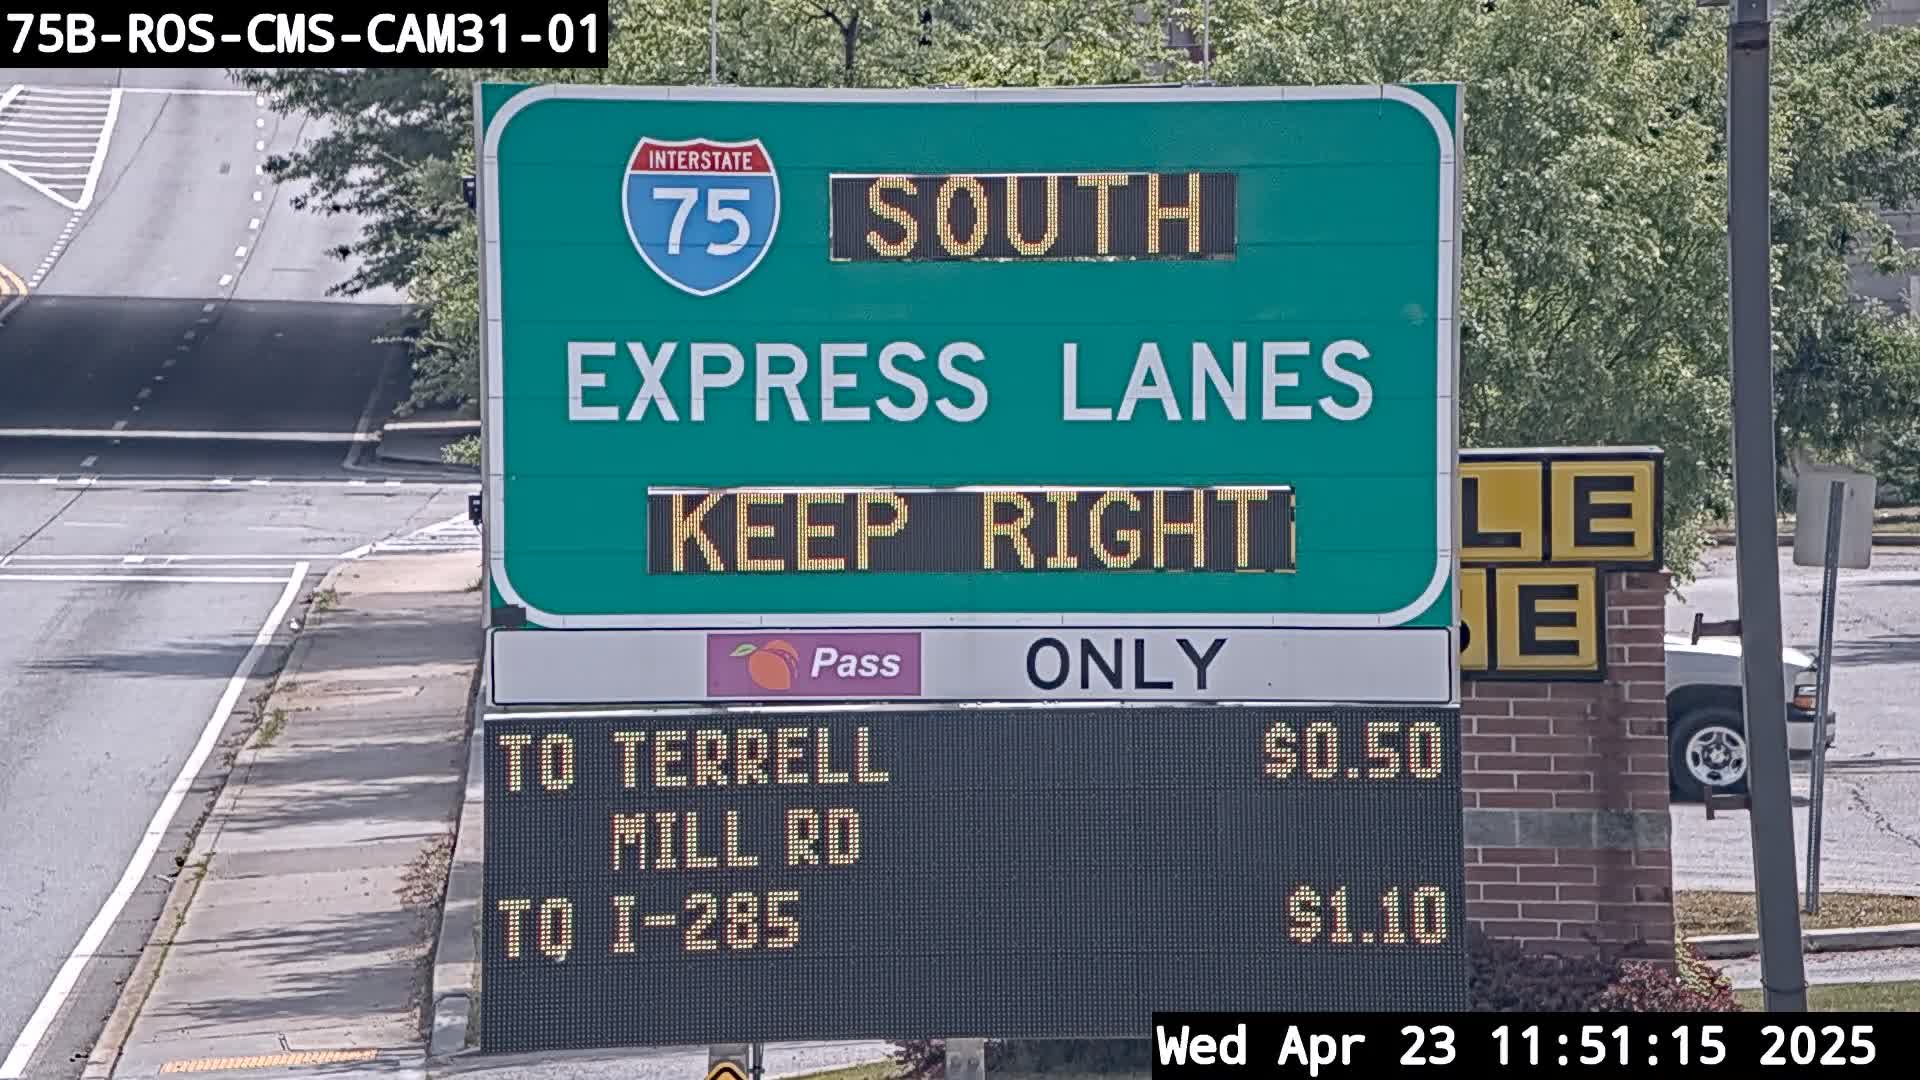 75B-ROS-CMS-CAM31-01
INTERSTATE
75
SOUTH
EXPRESS LANES
KEEP RIGHT
Pass ONLY
TO TERRELL $0.50
MILL RD
TO I-285 $1.10
LE
E
Wed Apr 23 11:51:15 2025